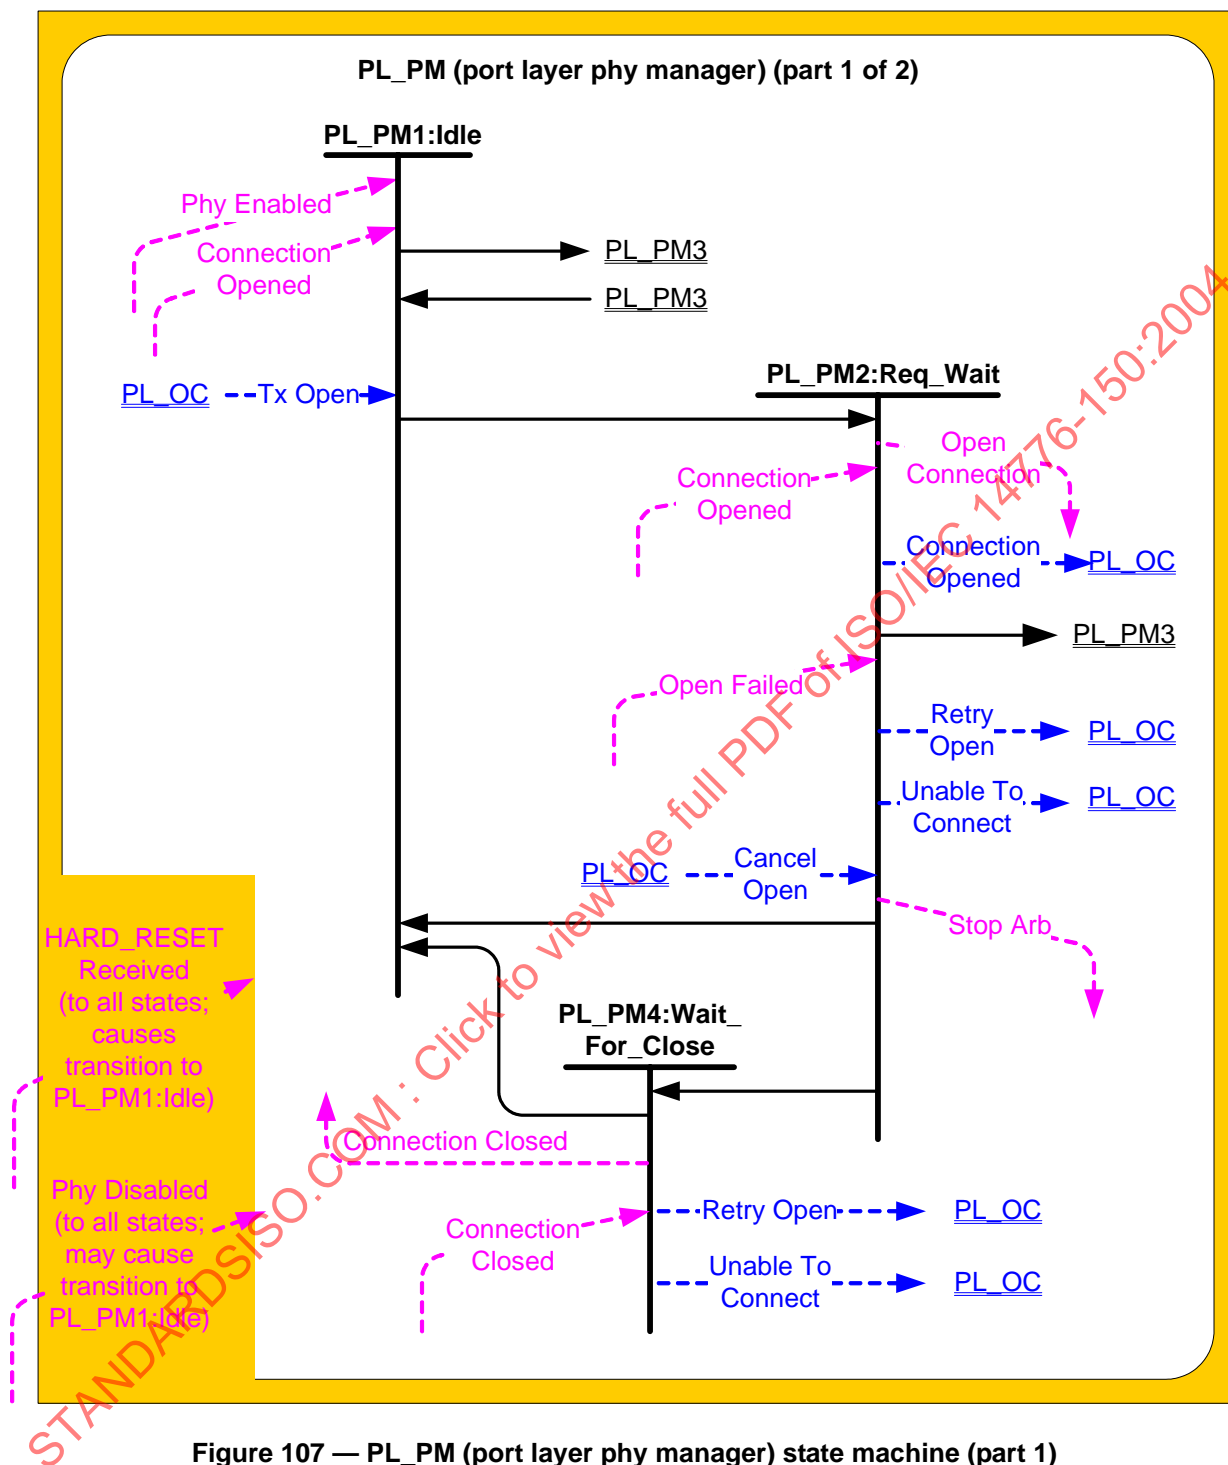 PL_PM (port layer phy manager) (part 1 of 2)
PL_PM1:Idle
Phy Enabled
Connection
Opened
PL_PM3
PL_PM3
PL_OC
Tx Open
PL_PM2:Req_Wait
Open
Connection
Connection
Opened
Connection
Opened
PL_OC
PL_PM3
Open Failed
Retry
Open
PL_OC
Unable To
Connect
PL_OC
PL_OC
Cancel
Open
Stop Arb
HARD_RESET
Received
(to all states;
causes
transition to
PL_PM1:Idle)
PL_PM4:Wait_
For_Close
Connection Closed
Phy Disabled
(to all states;
may cause
transition to
PL_PM1:Idle)
Connection
Closed
Retry Open
PL_OC
Unable To
Connect
PL_OC
STANDARDSISO.COM : Click to view the full PDF of ISO/IEC 14776-150:2004
Figure 107 — PL_PM (port layer phy manager) state machine (part 1)